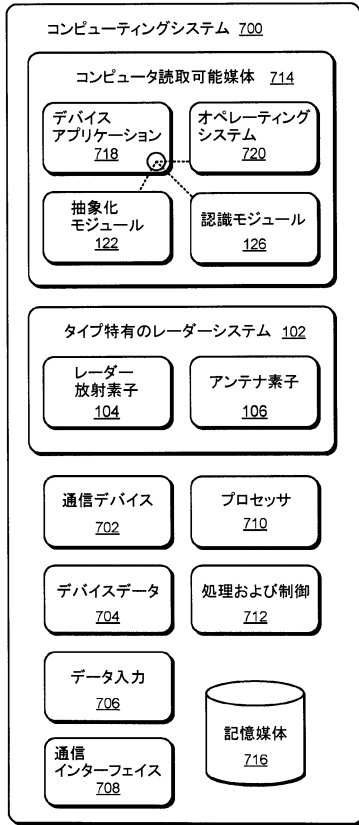 コンピューティングシステム 700
コンピュータ読取可能媒体 714
デバイス
アプリケーション
718
オペレーティング
システム
720
抽象化
モジュール
122
認識モジュール
126
タイプ特有のレーダーシステム 102
レーダー
放射素子
104
アンテナ素子
106
通信デバイス
702
プロセッサ
710
デバイスデータ
704
処理および制御
712
データ入力
706
通信
インターフェイス
708
記憶媒体
716